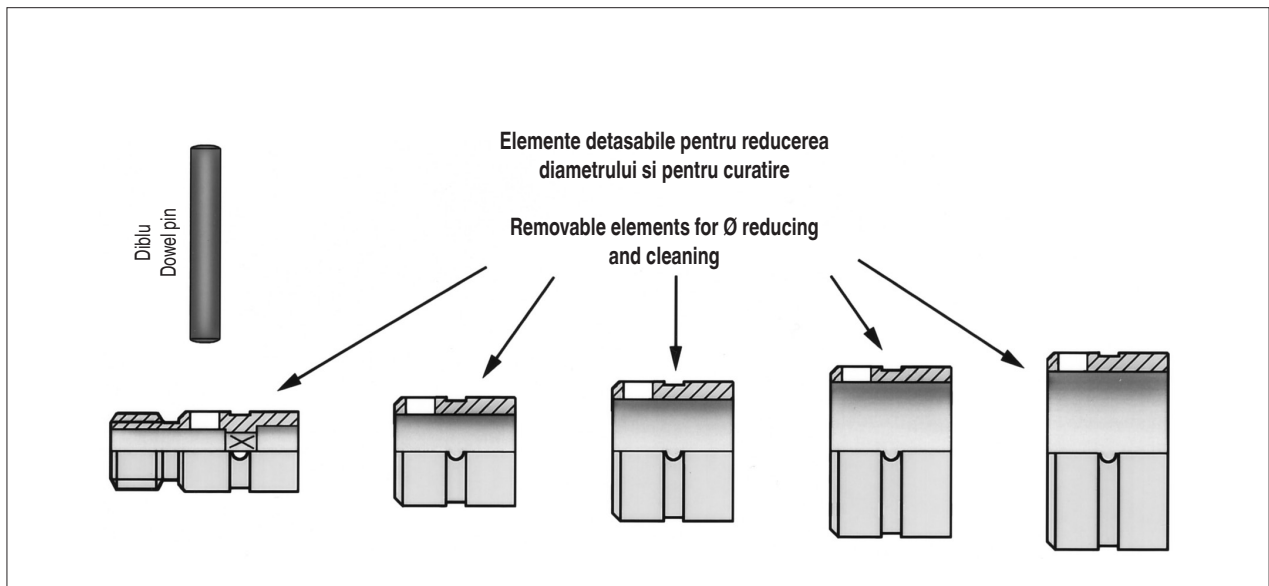 Elemente detasabile pentru reducerea
diametrului si pentru curatire
Removable elements for Ø reducing
and cleaning
Diblu
Dowel pin